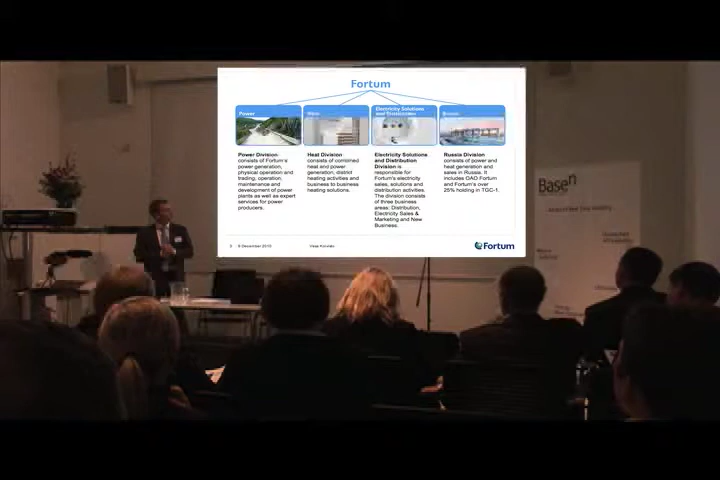 Fortum
Power
Heat
Electricity Solutions
and Distribution
Russia
Power Division
consists of Fortum's
power generation,
physical operation and
trading, operation,
maintenance and
development of power
plants as well as expert
services for power
producers.
Heat Division
consists of combined
heat and power
generation, district
heating activities and
business to business
heating solutions.
Electricity Solutions
and Distribution
Division is
responsible for
Fortum's electricity
sales, solutions and
distribution activities.
The division consists
of three business
areas: Distribution,
Electricity Sales &
Marketing and New
Business.
Russia Division
consists of power and
heat generation and
sales in Russia. It
includes OAO Fortum
and Fortum's over
25% holding in TGC-1.
Fortum
Basen